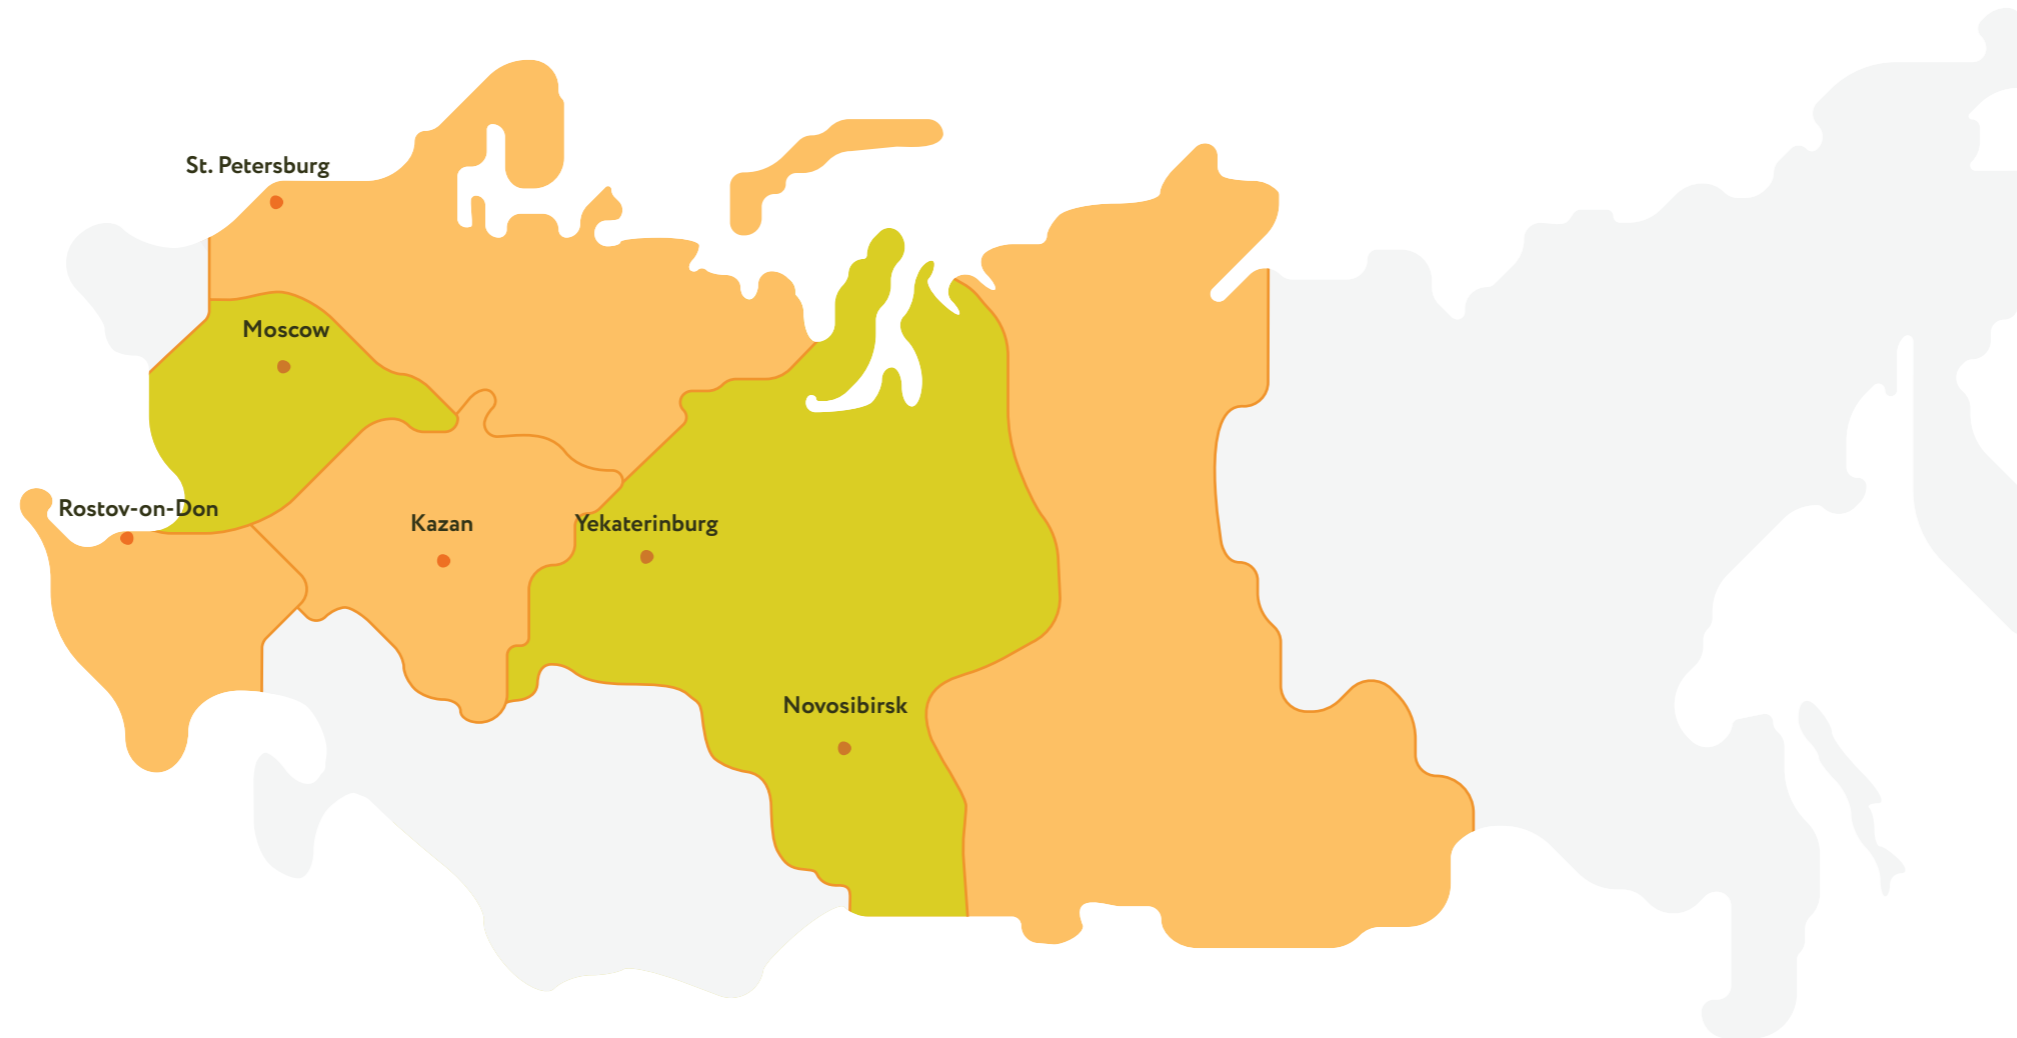 St. Petersburg
Moscow
Rostov-on-Don
Kazan
Yekaterinburg
Novosibirsk